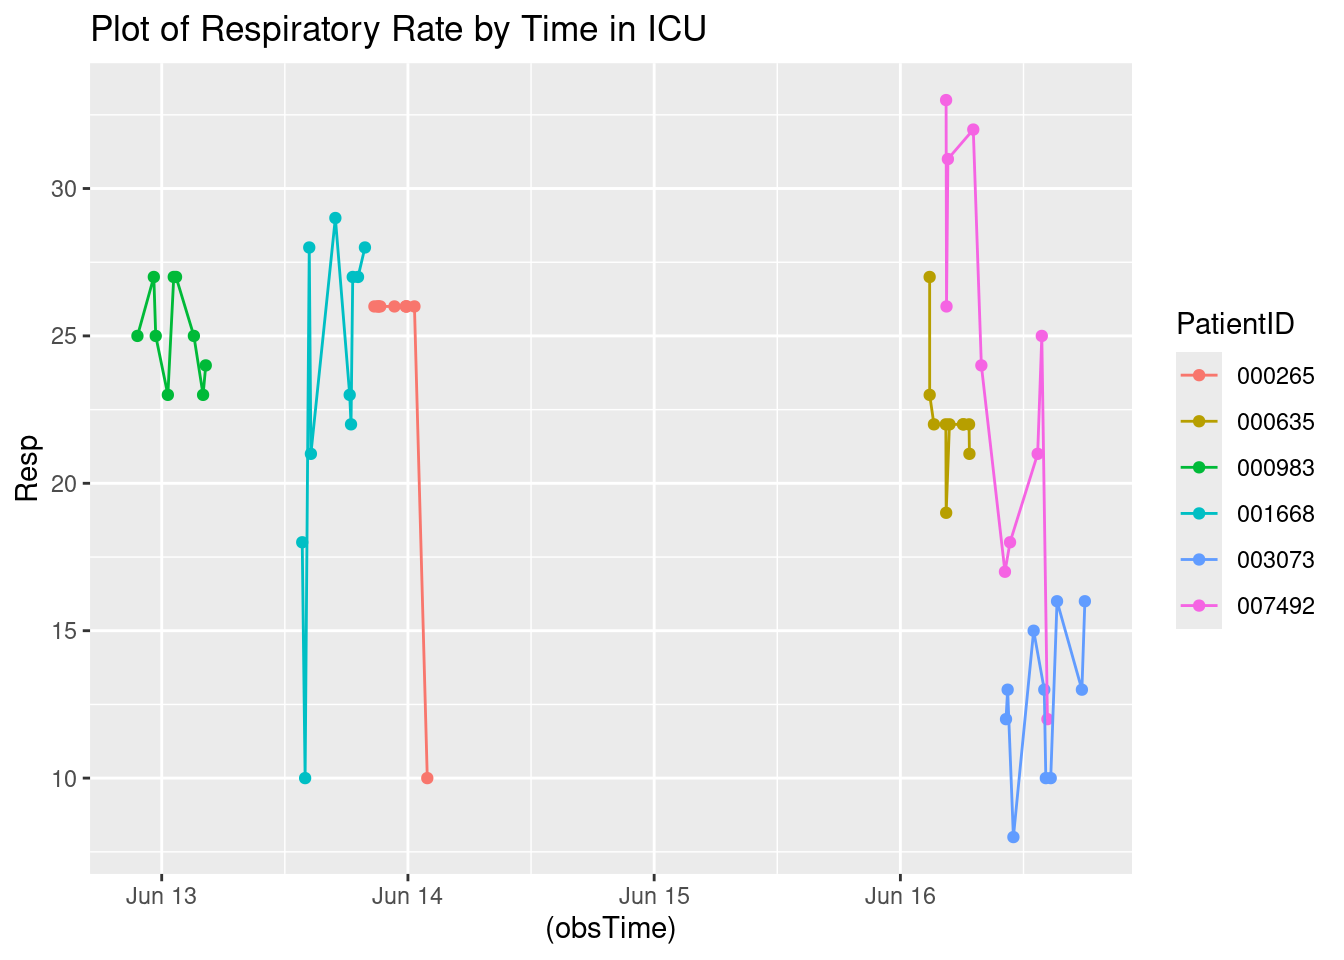 Plot of Respiratory Rate by Time in ICU
Resp
30
25
20
15
10
Jun 13
Jun 14
Jun 15
Jun 16
(obsTime)
PatientID
000265
000635
000983
001668
003073
007492